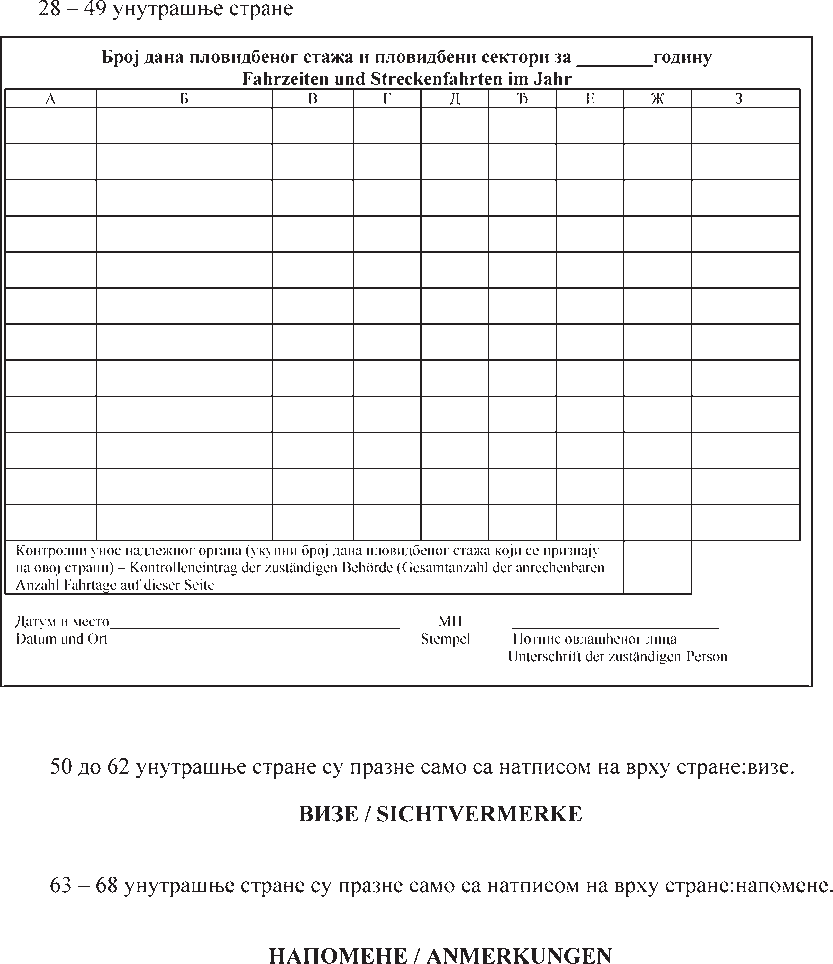 28 – 49 унутрашње стране
Број дана пловидбеног стажа и пловидбени сектори за ________годину
Fahrzeiten und Streckenfahrten im Jahr
А Б В Г Д Ђ Е Ж З
Контролни унос надлежног органа (укупни број дана пловидбеног стажа који се признају
на овој страни) – Kontrolleneintrag der zuständigen Behörde (Gesamtanzahl der anrechenbaren
Anzahl Fahrtage auf dieser Seite
Датум и место______________________________ МП ______________________
Datum und Ort Stempel Потпис овлашћеног лица
Unterschrift der zuständigen Person
50 до 62 унутрашње стране су празне само са натписом на врху стране:визе.
ВИЗЕ / SICHTVERMERKE
63 – 68 унутрашње стране су празне само са натписом на врху стране:напомене.
НАПОМЕНЕ / ANMERKUNGEN